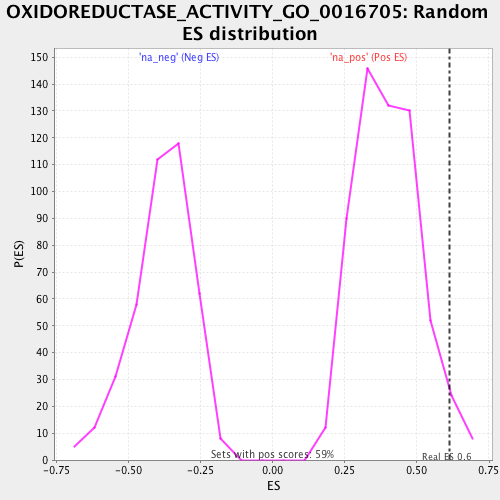 OXIDOREDUCTASE_ACTIVITY_GO_0016705: Random
ES distribution
'na_neg' (Neg ES)
'na_pos' (Pos ES)
150
140
130
120
110
100
90
80
70
60
50
40
30
20
10
0
P(ES)
Sets with pos scores: 59%
Real ES 0.6
-0.75
-0.50
-0.25
0.00
0.25
0.50
0.75
ES